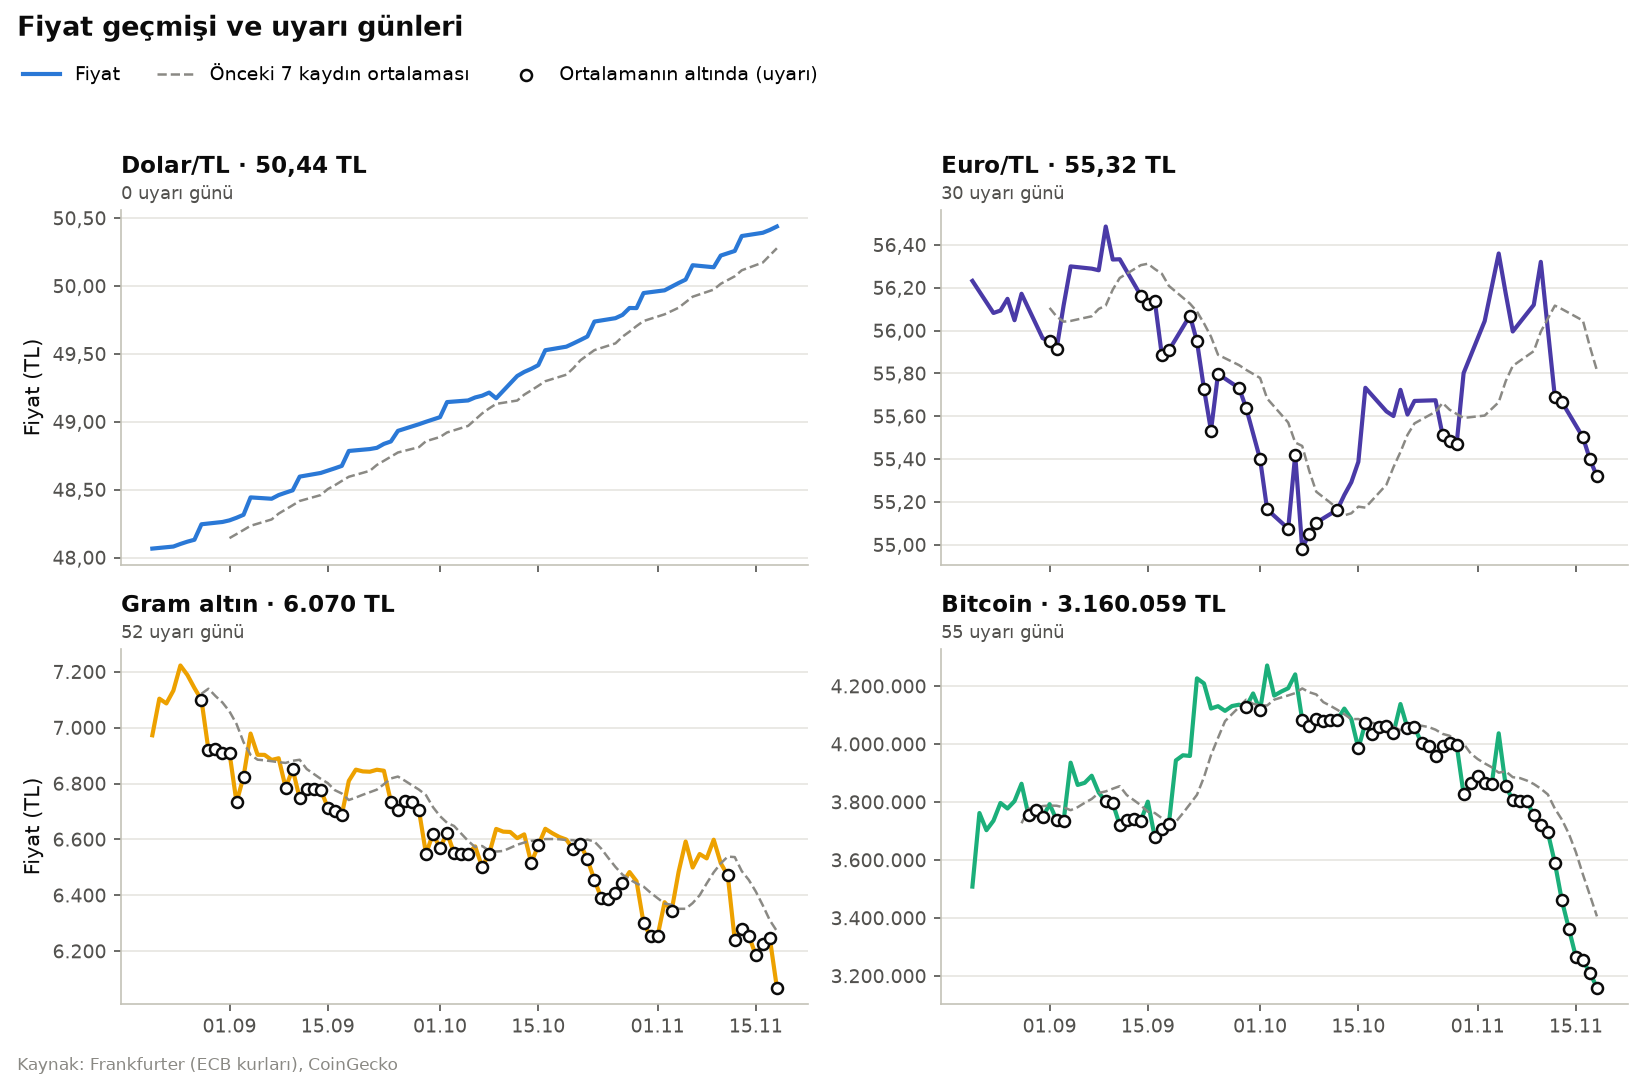 Fiyat geçmişi ve uyarı günleri
Fiyat
Önceki 7 kaydın ortalaması
Ortalamanın altında (uyarı)
Dolar/TL · 50,44 TL
0 uyarı günü
Fiyat (TL)
50,50
50,00
49,50
49,00
48,50
48,00
Euro/TL · 55,32 TL
30 uyarı günü
56,40
56,20
56,00
55,80
55,60
55,40
55,20
55,00
Gram altın · 6.070 TL
52 uyarı günü
Fiyat (TL)
7.200
7.000
6.800
6.600
6.400
6.200
01.09 15.09 01.10 15.10 01.11 15.11
Bitcoin · 3.160.059 TL
55 uyarı günü
4.200.000
4.000.000
3.800.000
3.600.000
3.400.000
3.200.000
01.09 15.09 01.10 15.10 01.11 15.11
Kaynak: Frankfurter (ECB kurları), CoinGecko